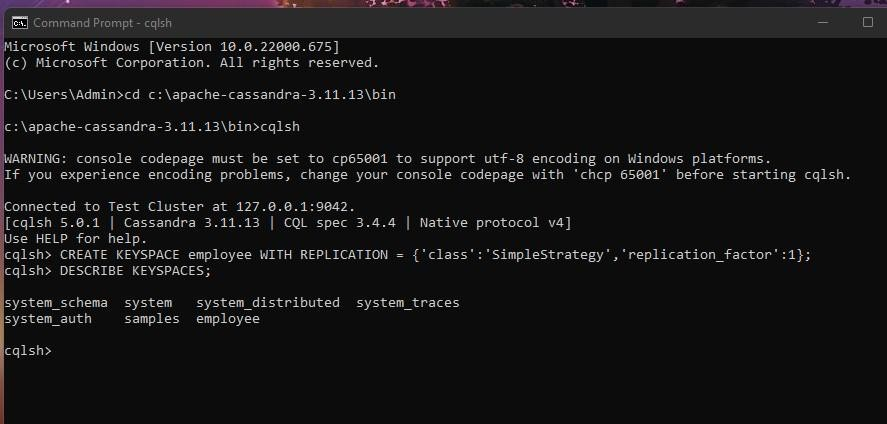 Command Prompt - cqlsh
Microsoft Windows [Version 10.0.22000.675]
(c) Microsoft Corporation. All rights reserved.
C:\Users\Admin>cd c:\apache-cassandra-3.11.13\bin
c:\apache-cassandra-3.11.13\bin>cqlsh
WARNING: console codepage must be set to cp65001 to support utf-8 encoding on Windows platforms.
If you experience encoding problems, change your console codepage with 'chcp 65001' before starting cqlsh.
Connected to Test Cluster at 127.0.0.1:9042.
[cqlsh 5.0.1 | Cassandra 3.11.13 | CQL spec 3.4.4 | Native protocol v4]
Use HELP for help.
cqlsh> CREATE KEYSPACE employee WITH REPLICATION = {'class':'SimpleStrategy','replication_factor':1};
cqlsh> DESCRIBE KEYSPACES;
system_schema  system   system_distributed  system_traces
system_auth    samples  employee
cqlsh>